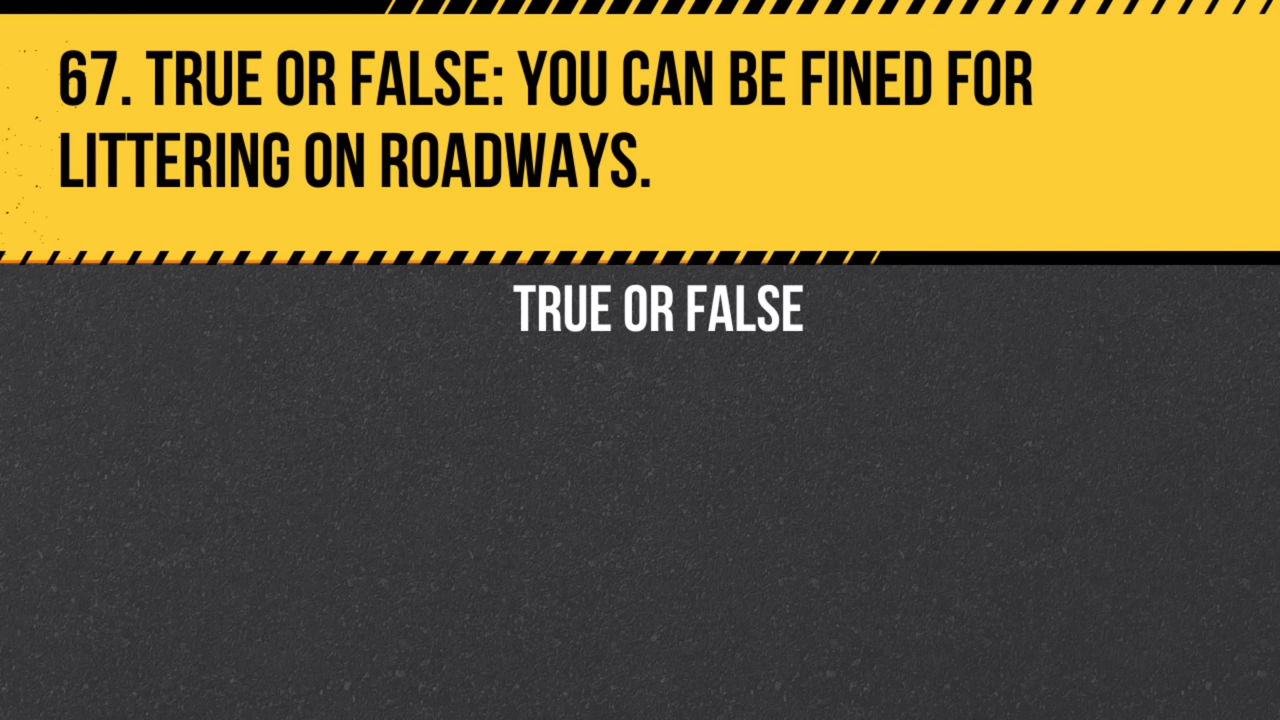 67. TRUE OR FALSE: YOU CAN BE FINED FOR
LITTERING ON ROADWAYS.
TRUE OR FALSE